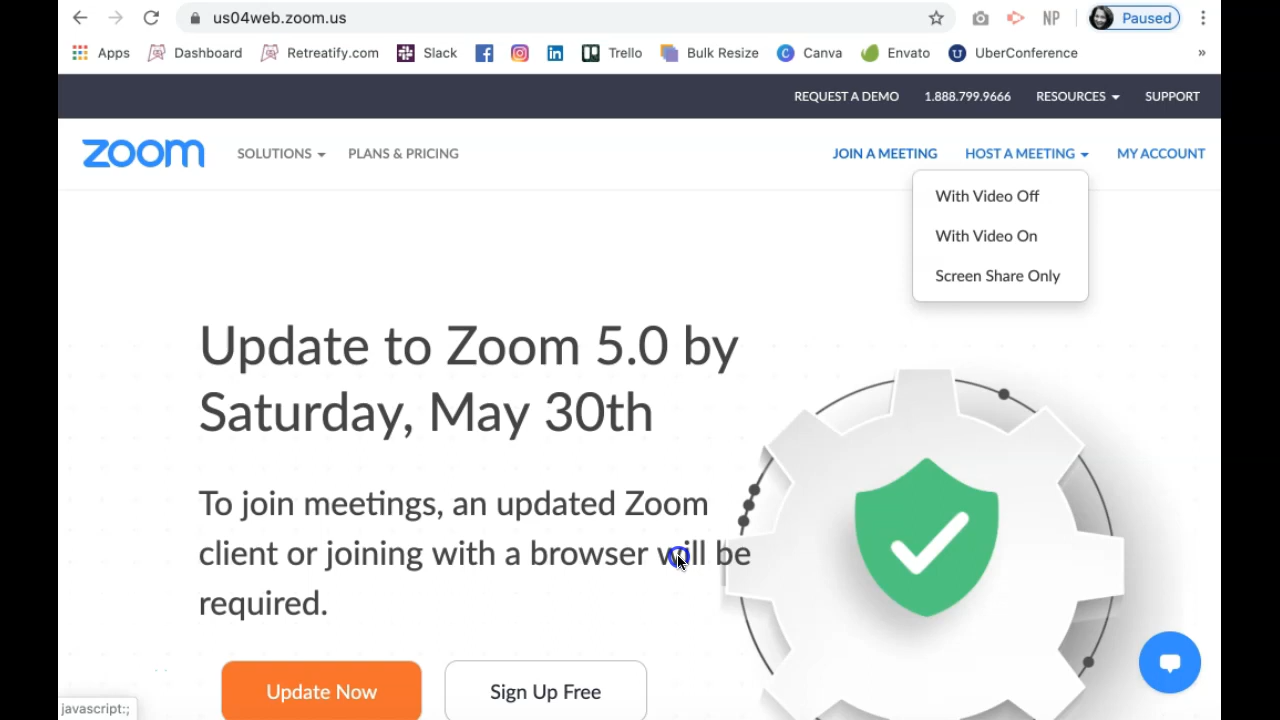 us04web.zoom.us
NP
Paused
Apps
Dashboard
Retreatify.com
Slack
Trello
Bulk Resize
Canva
Envato
UberConference
»
REQUEST A DEMO
1.888.799.9666
RESOURCES
SUPPORT
zoom
SOLUTIONS
PLANS & PRICING
JOIN A MEETING
HOST A MEETING
MY ACCOUNT
With Video Off
With Video On
Screen Share Only
Update to Zoom 5.0 by
Saturday, May 30th
To join meetings, an updated Zoom
client or joining with a browser will be
required.
Update Now
Sign Up Free
javascript:;